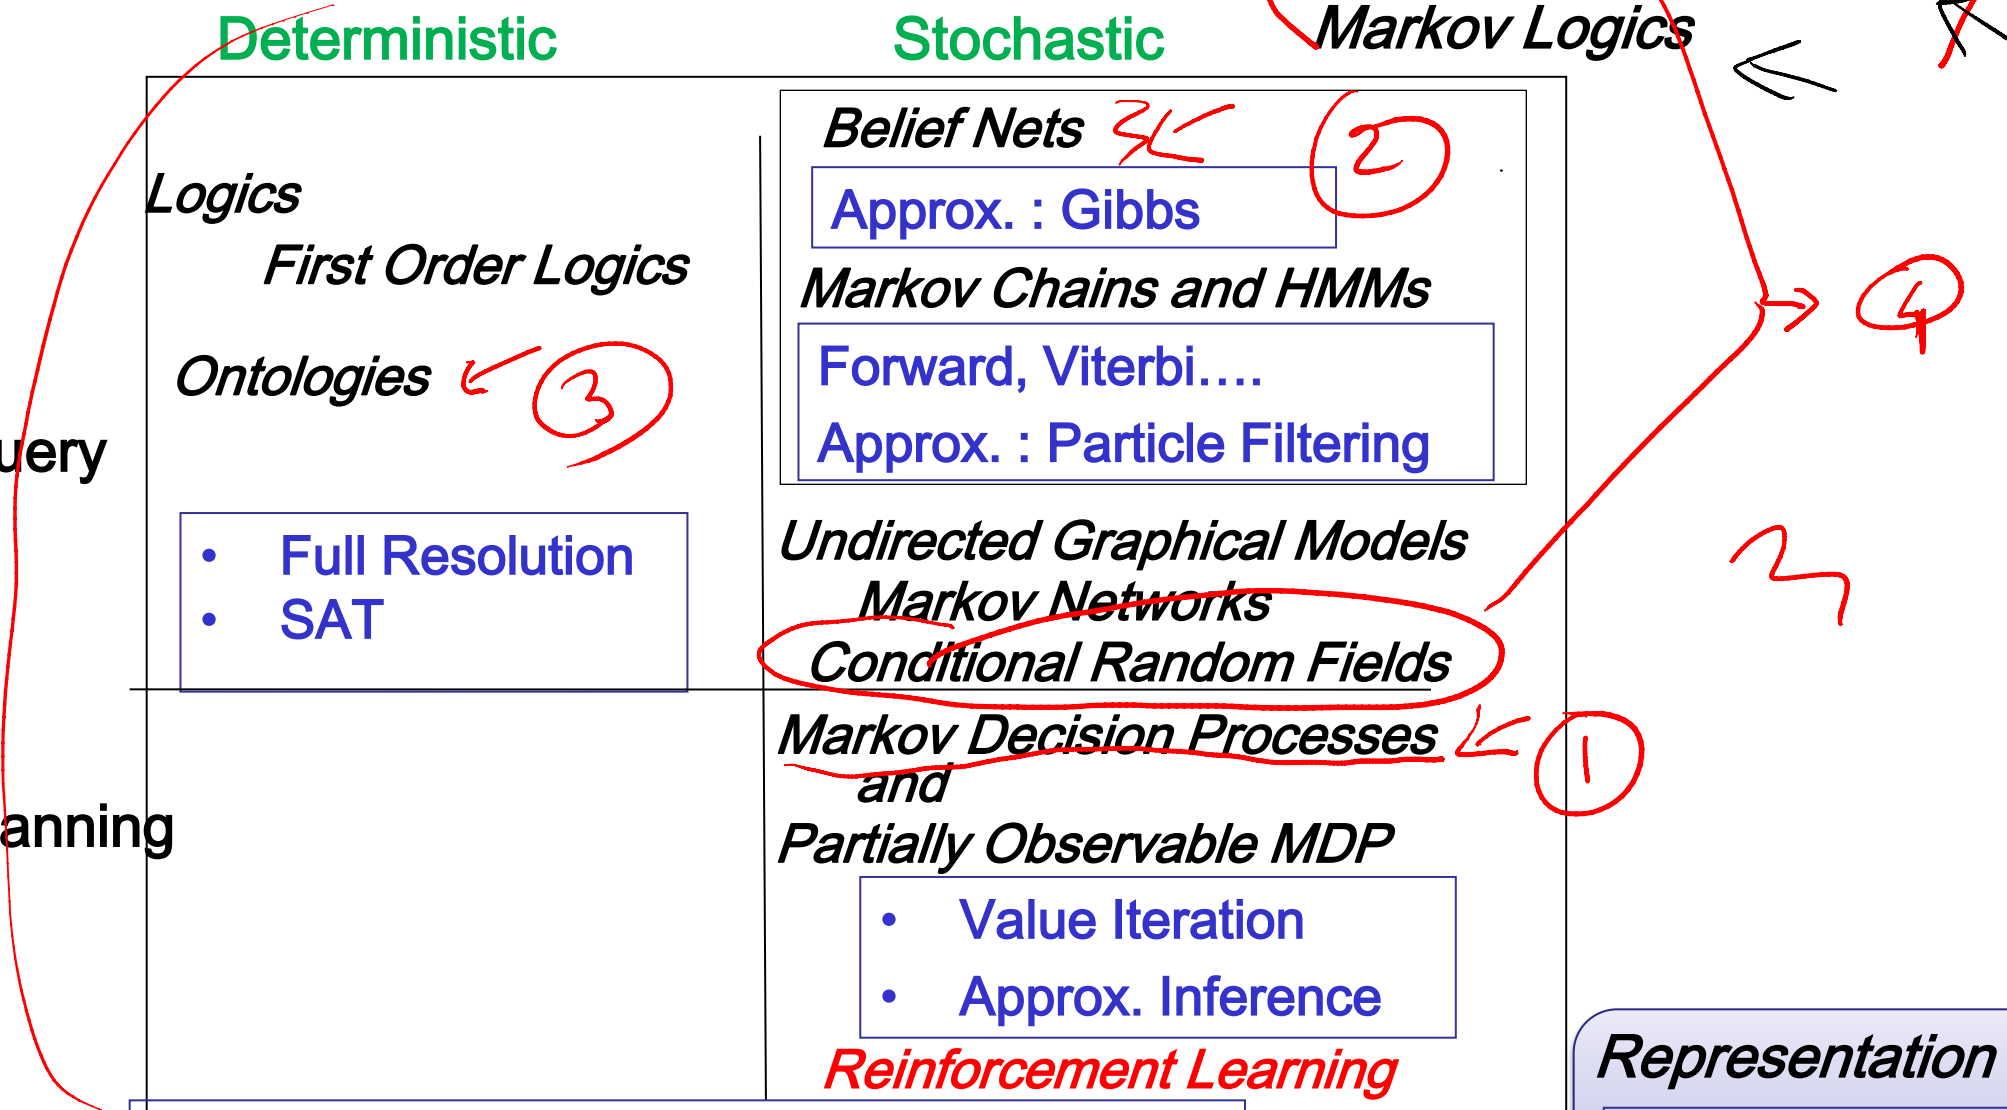 Deterministic
Stochastic
Markov Logics
Belief Nets
2
Approx. : Gibbs
Logics
First Order Logics
Markov Chains and HMMs
4
Ontologies
3
Forward, Viterbi....
Approx. : Particle Filtering
uery
• Full Resolution
• SAT
Undirected Graphical Models
Markov Networks
Conditional Random Fields
Markov Decision Processes
1
and
anning
Partially Observable MDP
• Value Iteration
• Approx. Inference
Reinforcement Learning
Representation